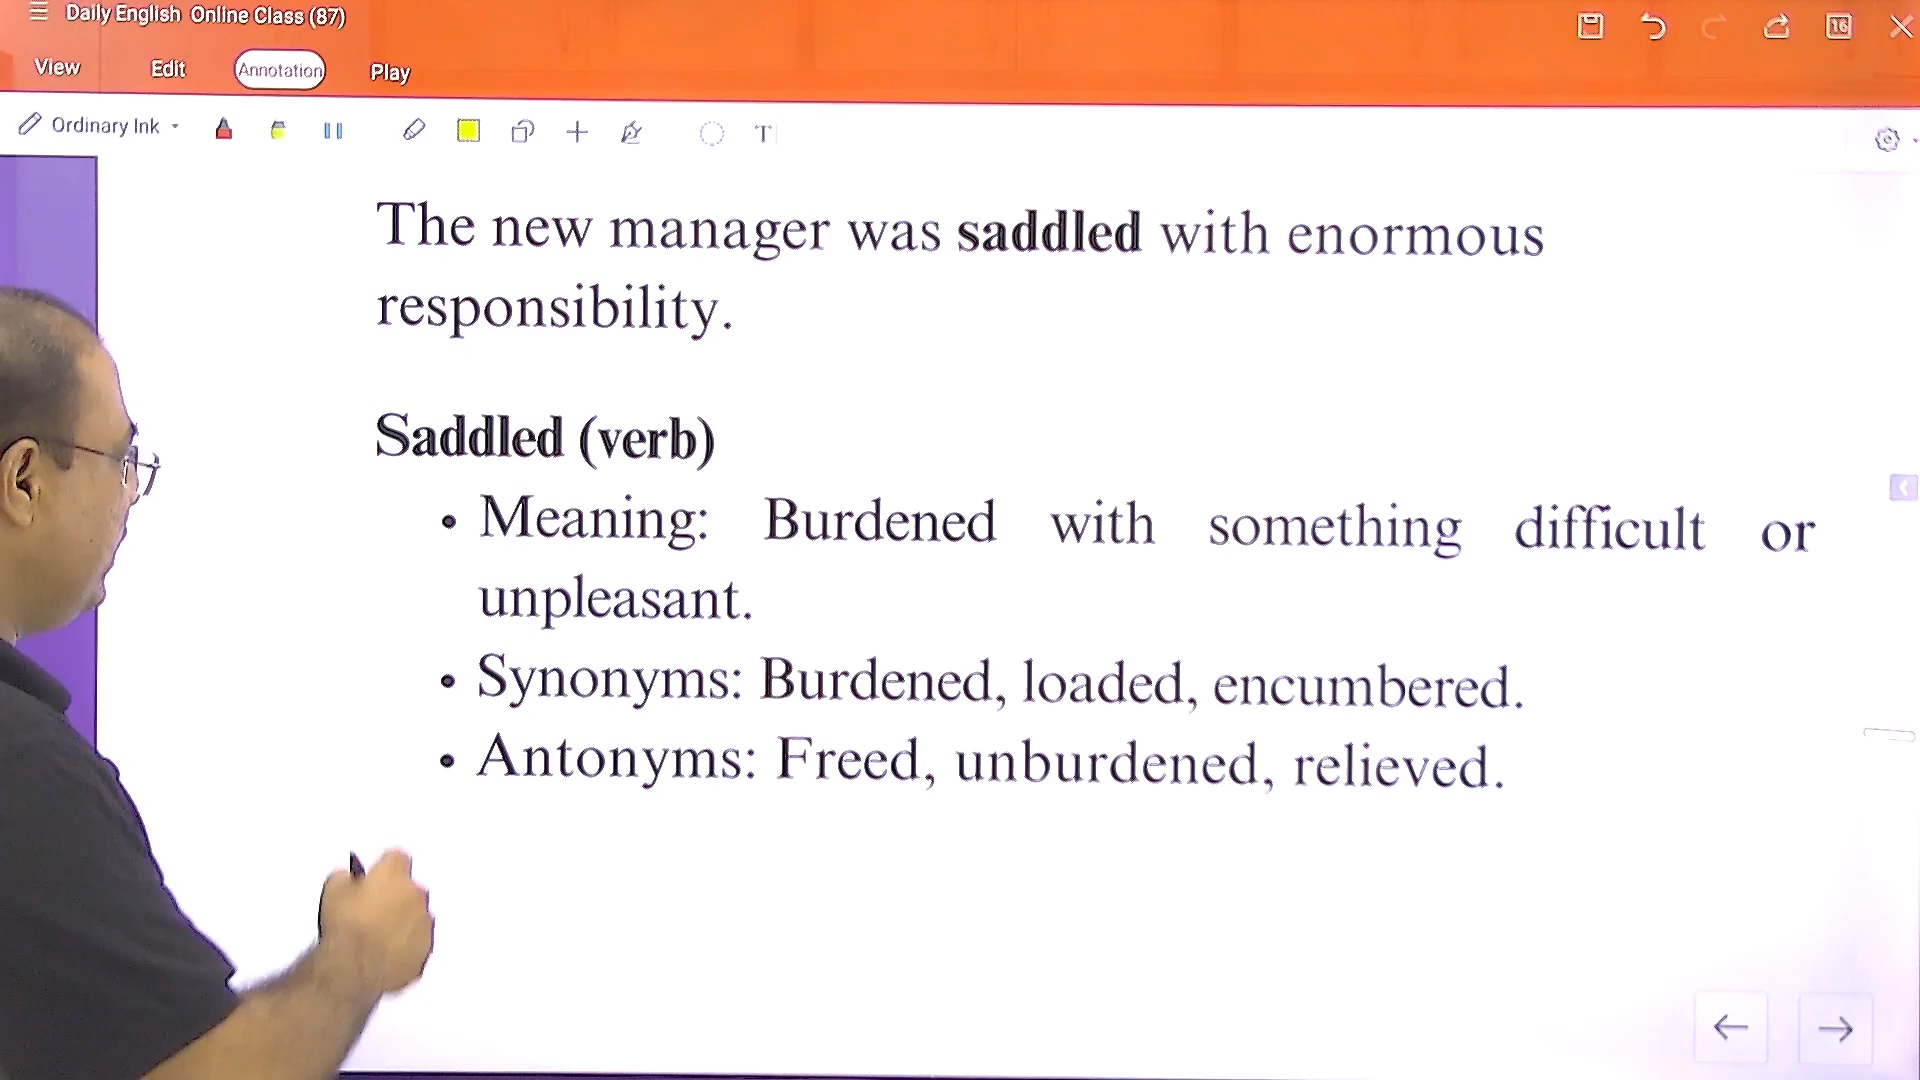 Daily English Online Class (87)
16
View Edit Annotation Play
Ordinary Ink
T
The new manager was saddled with enormous
responsibility.
Saddled (verb)
• Meaning: Burdened with something difficult or
unpleasant.
• Synonyms: Burdened, loaded, encumbered.
• Antonyms: Freed, unburdened, relieved.